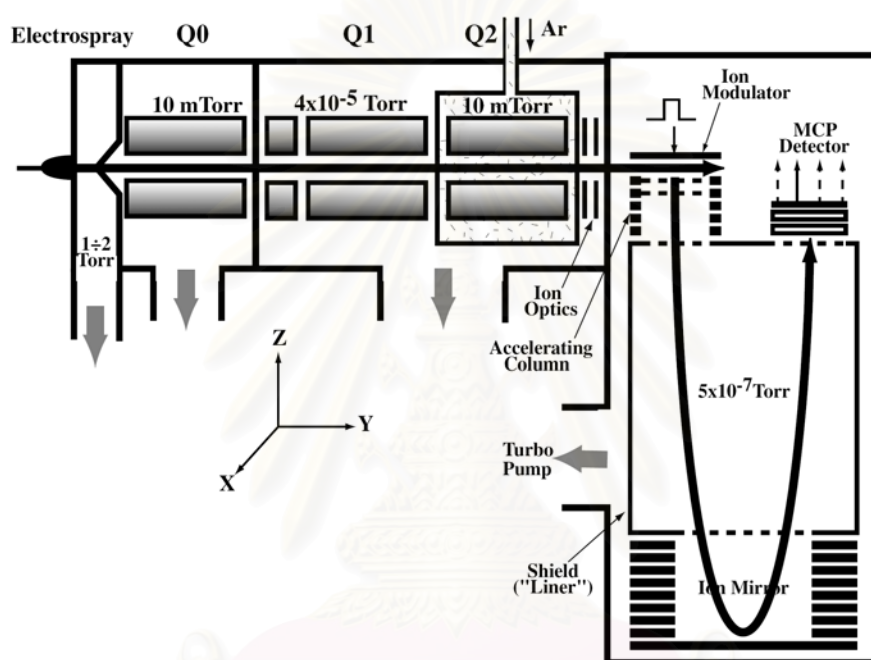 Electrospray
Q0
Q1
Q2
Ar
10 mTorr
4x10-5 Torr
10 mTorr
Ion
Modulator
MCP
Detector
1÷2
Torr
Ion
Optics
Accelerating
Column
Z
Y
X
5x10-7Torr
Turbo
Pump
Shield
("Liner")
Ion Mirror